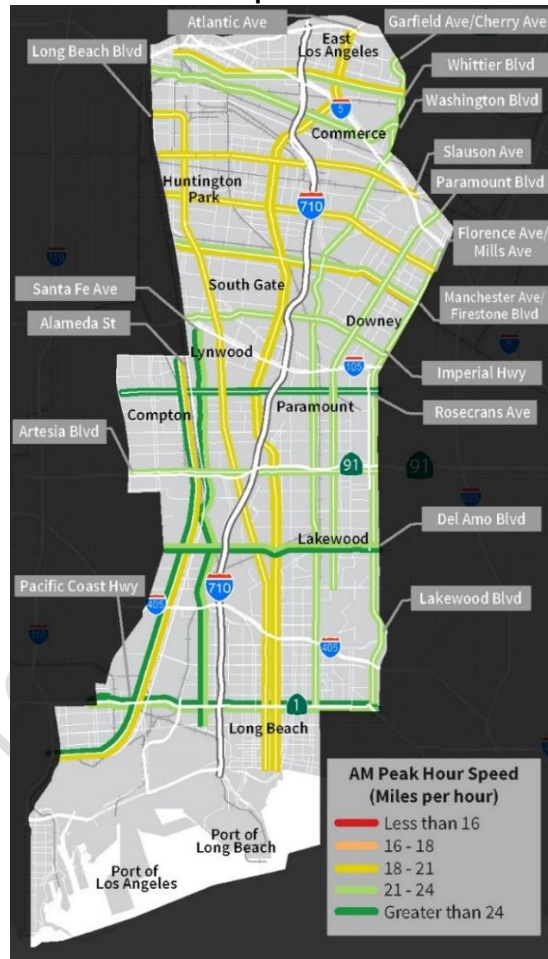 Atlantic Ave
Garfield Ave/Cherry Ave
Long Beach Blvd
East
Los Angeles
Whittier Blvd
Washington Blvd
5
Commerce
Slauson Ave
Paramount Blvd
Huntington
Park
710
Florence Ave/
Mills Ave
South Gate
Santa Fe Ave
Manchester Ave/
Firestone Blvd
Alameda St
Downey
Lynwood
105
Imperial Hwy
Compton
Paramount
Rosecrans Ave
Artesia Blvd
91
91
Lakewood
Del Amo Blvd
Pacific Coast Hwy
710
405
Lakewood Blvd
405
1
Long Beach
AM Peak Hour Speed
(Miles per hour)
Less than 16
16 - 18
18 - 21
21 - 24
Greater than 24
Port of
Long Beach
Port of
Los Angeles